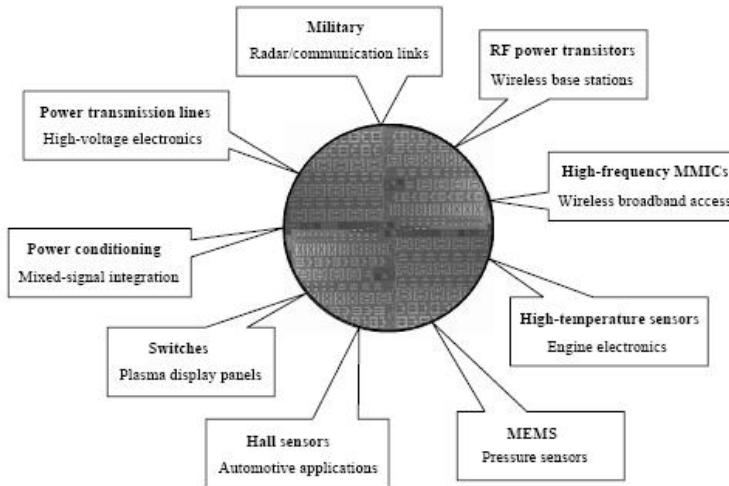 Military
Radar/communication links
RF power transistors
Wireless base stations
Power transmission lines
High-voltage electronics
High-frequency MMICs
Wireless broadband access
Power conditioning
Mixed-signal integration
High-temperature sensors
Engine electronics
Switches
Plasma display panels
MEMS
Pressure sensors
Hall sensors
Automotive applications